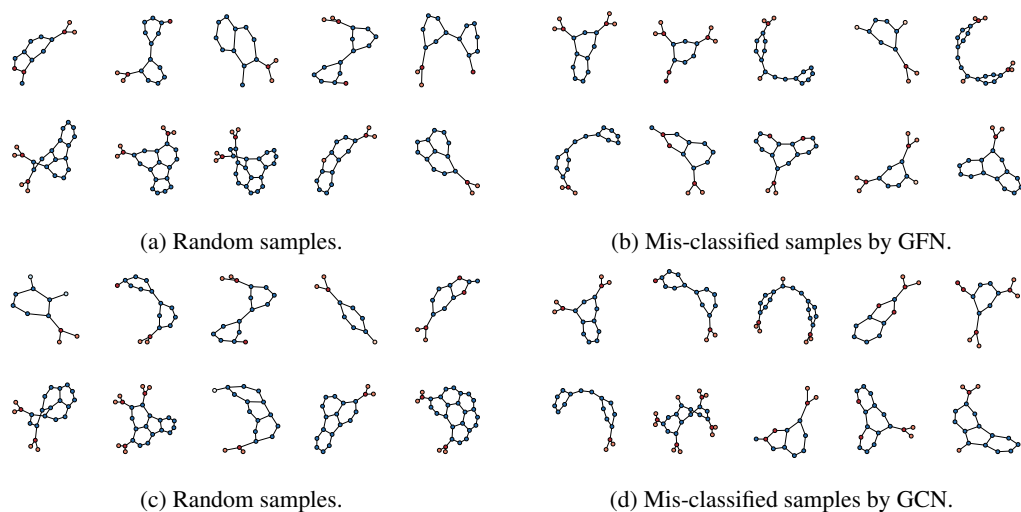 (a) Random samples.
(b) Mis-classified samples by GFN.
(c) Random samples.
(d) Mis-classified samples by GCN.